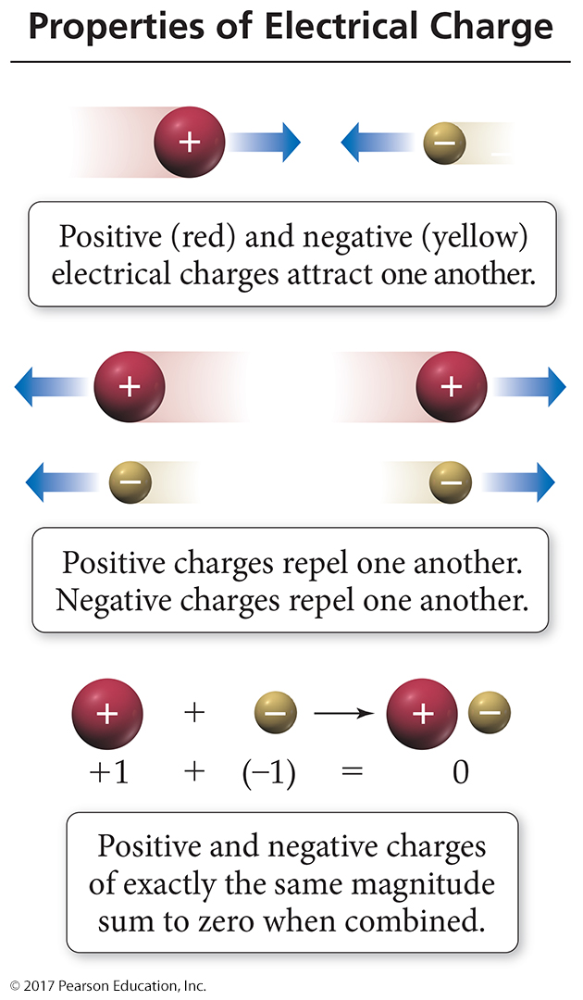 Properties of Electrical Charge
+ −
Positive (red) and negative (yellow)
electrical charges attract one another.
+ +
− −
Positive charges repel one another.
Negative charges repel one another.
+ + − → + −
+1 + (−1) = 0
Positive and negative charges
of exactly the same magnitude
sum to zero when combined.
© 2017 Pearson Education, Inc.